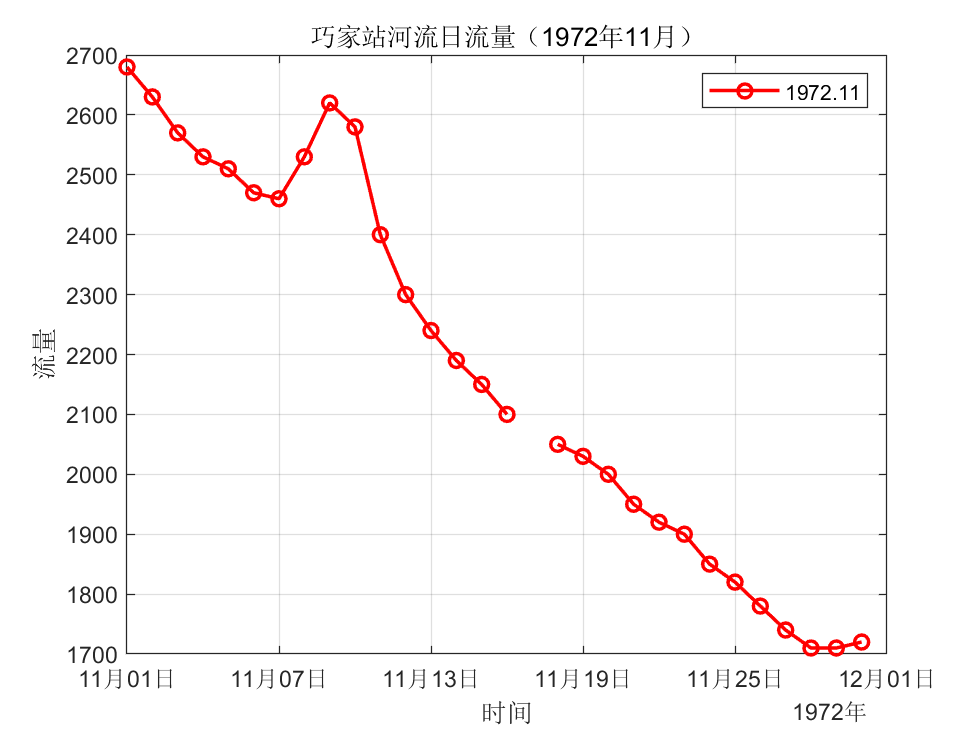 巧家站河流日流量（1972年11月）
1972.11
2700
2600
2500
2400
2300
2200
2100
2000
1900
1800
1700
流量
11月01日
11月07日
11月13日
11月19日
11月25日
12月01日
时间
1972年